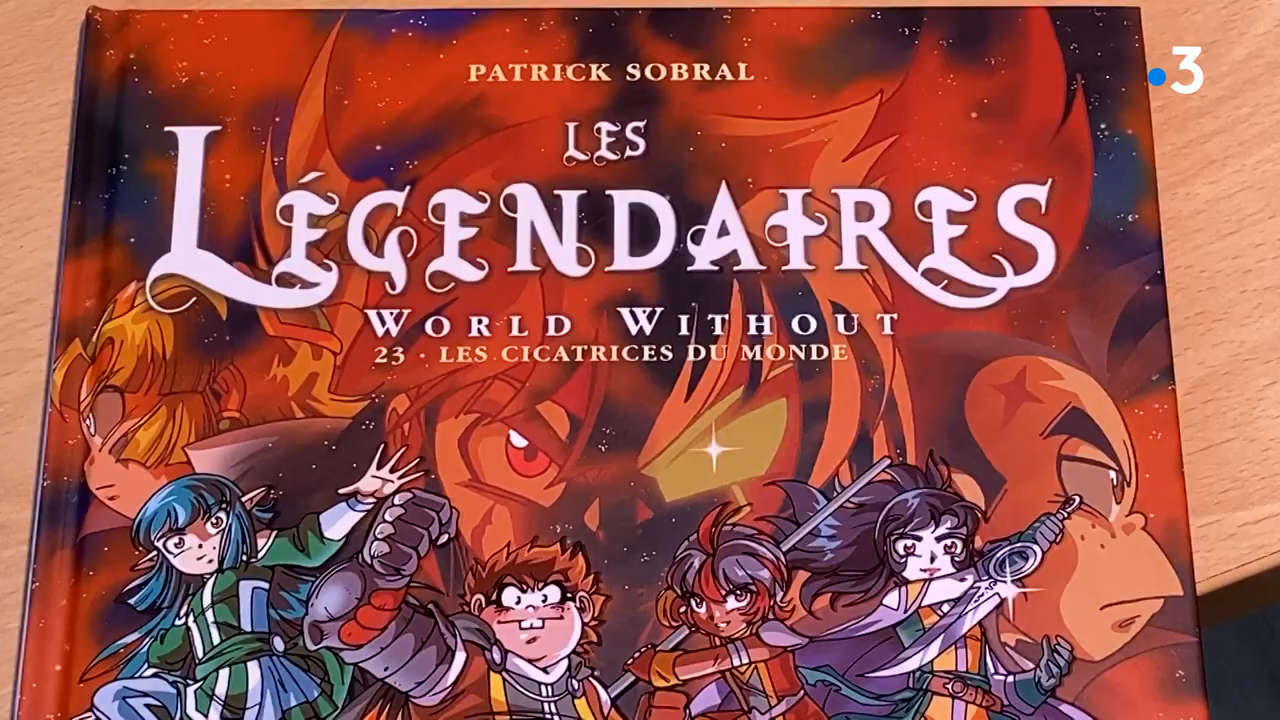 PATRICK SOBRAL
LES
LÉGENDAIRES
WORLD WITHOUT
23 · LES CICATRICES DU MONDE
3